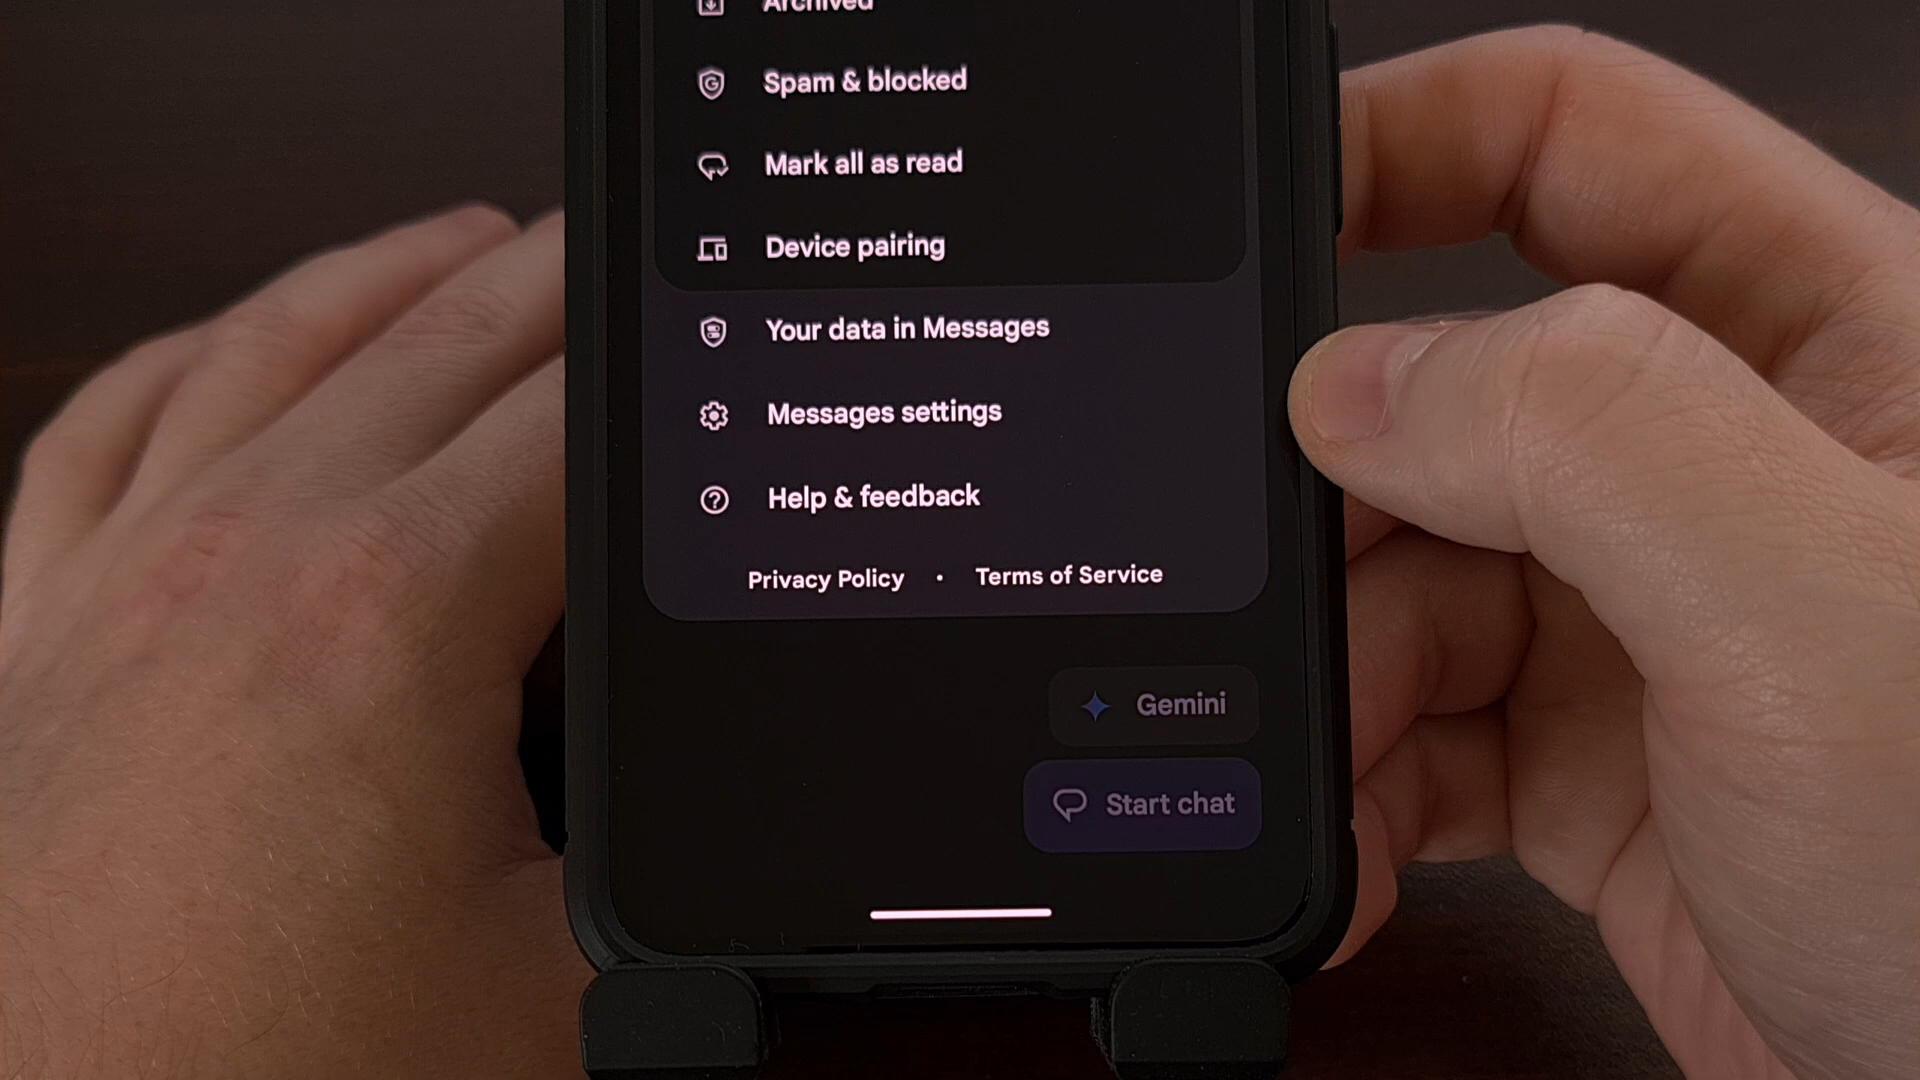 Archived
Spam & blocked
Mark all as read
Device pairing
Your data in Messages
Messages settings
Help & feedback
Privacy Policy • Terms of Service
Gemini
Start chat